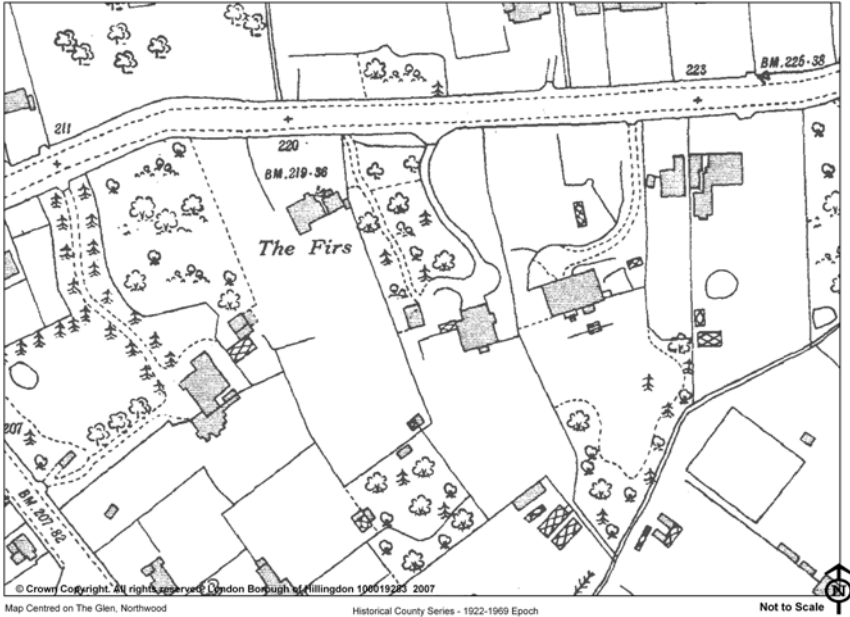 BM.225·38
223
211
220
BM.219·36
The Firs
207
BM.207·82
© Crown Copyright. All rights reserved. London Borough of Hillingdon 100019283 2007
N
Map Centred on The Glen, Northwood
Historical County Series - 1922-1969 Epoch
Not to Scale